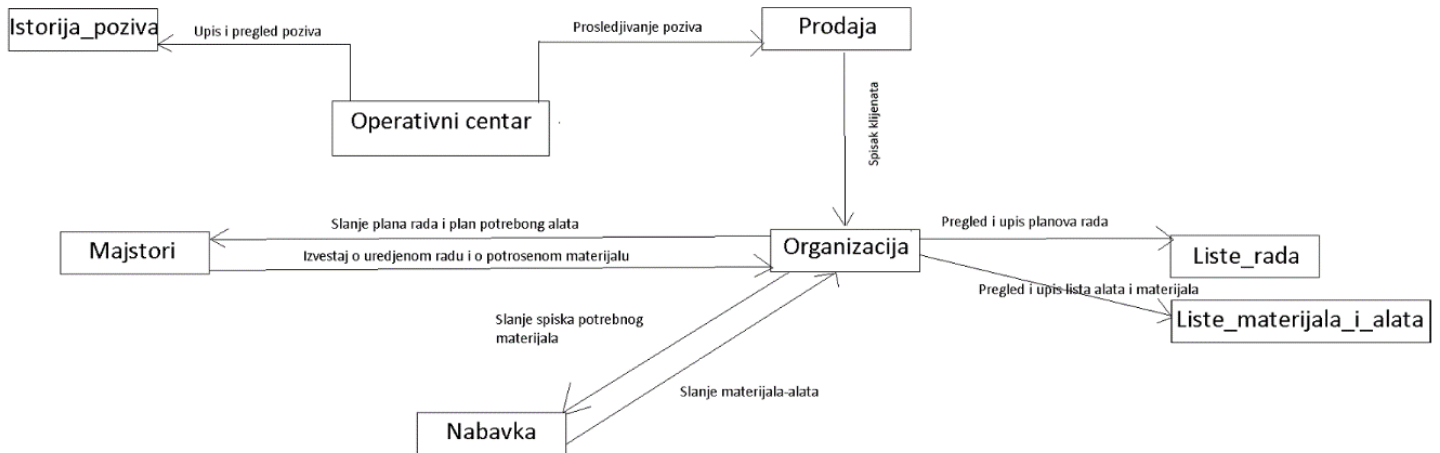 Istorija_poziva
Upis i pregled poziva
Prosledjivanje poziva
Prodaja
Operativni centar
Spisak klijenata
Slanje plana rada i plan potrebong alata
Majstori
Izvestaj o uredjenom radu i o potrosenom materijalu
Organizacija
Pregled i upis planova rada
Liste_rada
Pregled i upis lista alata i materijala
Liste_materijala_i_alata
Slanje spiska potrebnog
materijala
Slanje materijala-alata
Nabavka